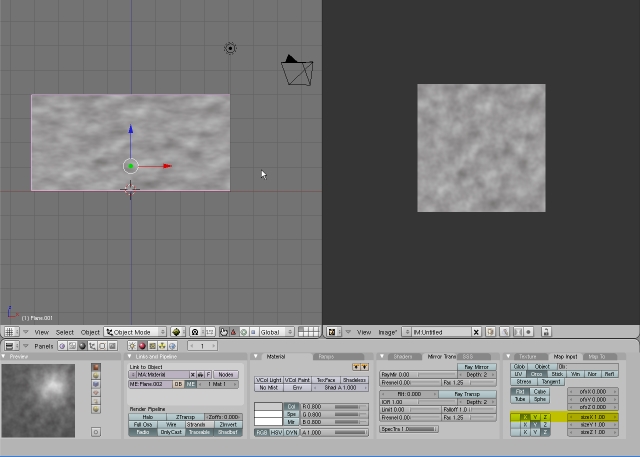 (1) Plane.001
View Select Object Object Mode Global
View Image* IM:Untitled
Panels 1
Preview
Links and Pipeline
Material Ramps
Shaders Mirror Tran SSS
Texture Map Input Map To
Link to Object
MA:Material F Nodes
ME:Plane.002 OB ME 1 Mat 1
Render Pipeline
Halo ZTransp Zoffs: 0.000
Full Osa Wire Strands ZInvert
Radio OnlyCast Traceable Shadbuf
VCol Light VCol Paint TexFace Shadeless
No Mist Env Shad A 1.000
Col R 0.800
Spe G 0.800
Mir B 0.800
RGB HSV DYN A 1.000
Ray Mirror
RayMir 0.00 Depth: 2
Fresnel 0.00 Fac 1.25
Filt: 0.000 Ray Transp
IOR 1.00 Depth: 2
Limit 0.00 Falloff 1.0
Fresnel 0.00 Fac 1.25
SpecTra 1.0
Glob Object Ob:
UV Orco Stick Win Nor Refl
Stress Tangent
Flat Cube
Tube Sphe
ofsX 0.000
ofsY 0.000
ofsZ 0.000
X Y Z sizeX 1.00
X Y Z sizeY 1.00
X Y Z sizeZ 1.00